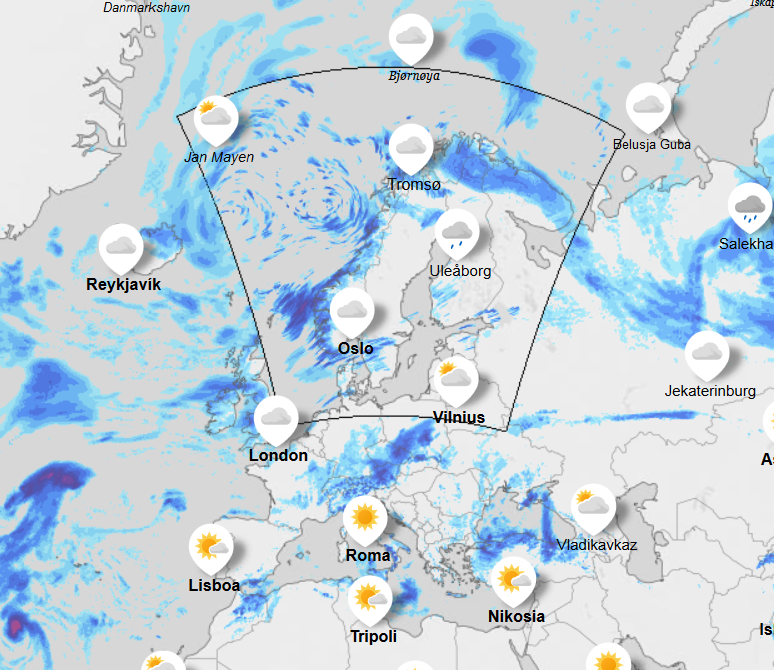 Danmarkshavn
Bjørnøya
Belusja Guba
Jan Mayen
Tromsø
Salekha
Uleåborg
Reykjavík
Oslo
Jekaterinburg
Vilnius
London
Vladikavkaz
Roma
Lisboa
Nikosia
Tripoli